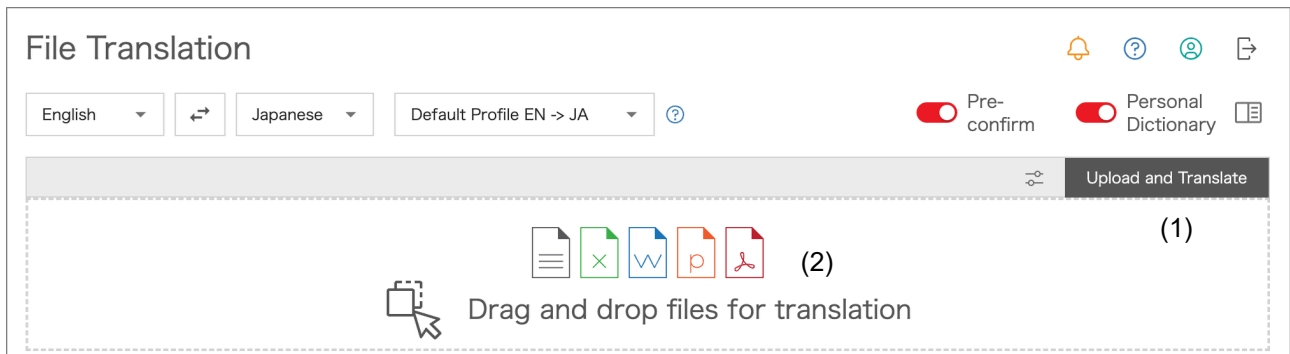 File Translation
English
Japanese
Default Profile EN -> JA
Pre-
confirm
Personal
Dictionary
Upload and Translate
(1)
(2)
Drag and drop files for translation